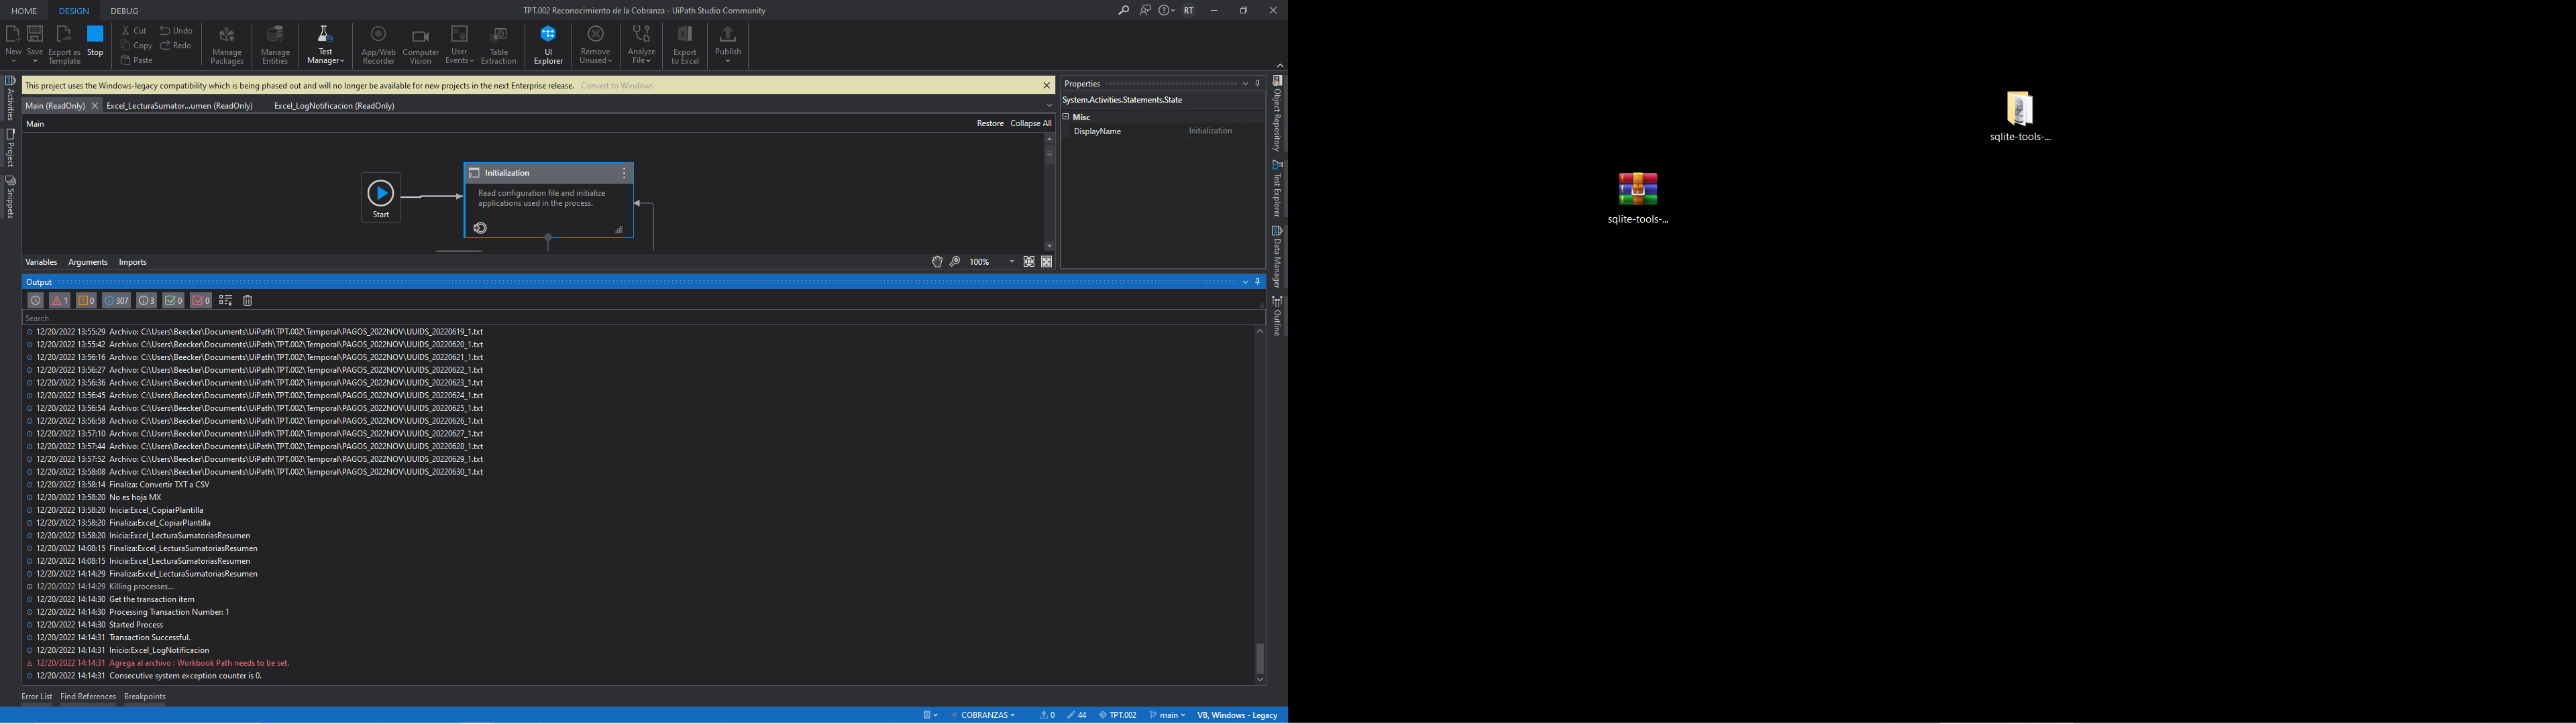 HOME DESIGN DEBUG
TPT.002 Reconocimiento de la Cobranza - UiPath Studio Community
RT
New
Save
Export as Template
Stop
Cut
Copy
Paste
Undo
Redo
Manage Packages
Manage Entities
Test Manager
App/Web Recorder
Computer Vision
User Events
Table Extraction
UI Explorer
Remove Unused
Analyze File
Export to Excel
Publish
This project uses the Windows-legacy compatibility which is being phased out and will no longer be available for new projects in the next Enterprise release. Convert to Windows
Main (ReadOnly) Excel_LecturaSumator...umen (ReadOnly) Excel_LogNotificacion (ReadOnly)
Main Restore Collapse All
Activities
Project
Snippets
Start
Initialization
Read configuration file and initialize
applications used in the process.
Variables Arguments Imports 100%
Properties
System.Activities.Statements.State
Misc
DisplayName Initialization
Object Repository
Test Explorer
Data Manager
Outline
Output
1 0 307 3 0 0
Search
12/20/2022 13:55:29 Archivo: C:\Users\Beecker\Documents\UiPath\TPT.002\Temporal\PAGOS_2022NOV\UUIDS_20220619_1.txt
12/20/2022 13:55:42 Archivo: C:\Users\Beecker\Documents\UiPath\TPT.002\Temporal\PAGOS_2022NOV\UUIDS_20220620_1.txt
12/20/2022 13:56:16 Archivo: C:\Users\Beecker\Documents\UiPath\TPT.002\Temporal\PAGOS_2022NOV\UUIDS_20220621_1.txt
12/20/2022 13:56:27 Archivo: C:\Users\Beecker\Documents\UiPath\TPT.002\Temporal\PAGOS_2022NOV\UUIDS_20220622_1.txt
12/20/2022 13:56:36 Archivo: C:\Users\Beecker\Documents\UiPath\TPT.002\Temporal\PAGOS_2022NOV\UUIDS_20220623_1.txt
12/20/2022 13:56:45 Archivo: C:\Users\Beecker\Documents\UiPath\TPT.002\Temporal\PAGOS_2022NOV\UUIDS_20220624_1.txt
12/20/2022 13:56:54 Archivo: C:\Users\Beecker\Documents\UiPath\TPT.002\Temporal\PAGOS_2022NOV\UUIDS_20220625_1.txt
12/20/2022 13:56:58 Archivo: C:\Users\Beecker\Documents\UiPath\TPT.002\Temporal\PAGOS_2022NOV\UUIDS_20220626_1.txt
12/20/2022 13:57:10 Archivo: C:\Users\Beecker\Documents\UiPath\TPT.002\Temporal\PAGOS_2022NOV\UUIDS_20220627_1.txt
12/20/2022 13:57:44 Archivo: C:\Users\Beecker\Documents\UiPath\TPT.002\Temporal\PAGOS_2022NOV\UUIDS_20220628_1.txt
12/20/2022 13:57:52 Archivo: C:\Users\Beecker\Documents\UiPath\TPT.002\Temporal\PAGOS_2022NOV\UUIDS_20220629_1.txt
12/20/2022 13:58:08 Archivo: C:\Users\Beecker\Documents\UiPath\TPT.002\Temporal\PAGOS_2022NOV\UUIDS_20220630_1.txt
12/20/2022 13:58:14 Finaliza: Convertir TXT a CSV
12/20/2022 13:58:20 No es hoja MX
12/20/2022 13:58:20 Inicia:Excel_CopiarPlantilla
12/20/2022 13:58:20 Finaliza:Excel_CopiarPlantilla
12/20/2022 13:58:20 Inicia:Excel_LecturaSumatoriasResumen
12/20/2022 14:08:15 Finaliza:Excel_LecturaSumatoriasResumen
12/20/2022 14:08:15 Inicia:Excel_LecturaSumatoriasResumen
12/20/2022 14:14:29 Finaliza:Excel_LecturaSumatoriasResumen
12/20/2022 14:14:29 Killing processes...
12/20/2022 14:14:30 Get the transaction item
12/20/2022 14:14:30 Processing Transaction Number: 1
12/20/2022 14:14:30 Started Process
12/20/2022 14:14:31 Transaction Successful.
12/20/2022 14:14:31 Inicio:Excel_LogNotificacion
12/20/2022 14:14:31 Agrega al archivo : Workbook Path needs to be set.
12/20/2022 14:14:31 Consecutive system exception counter is 0.
Error List Find References Breakpoints
COBRANZAS 0 44 TPT.002 main VB, Windows - Legacy
sqlite-tools-...
sqlite-tools-...